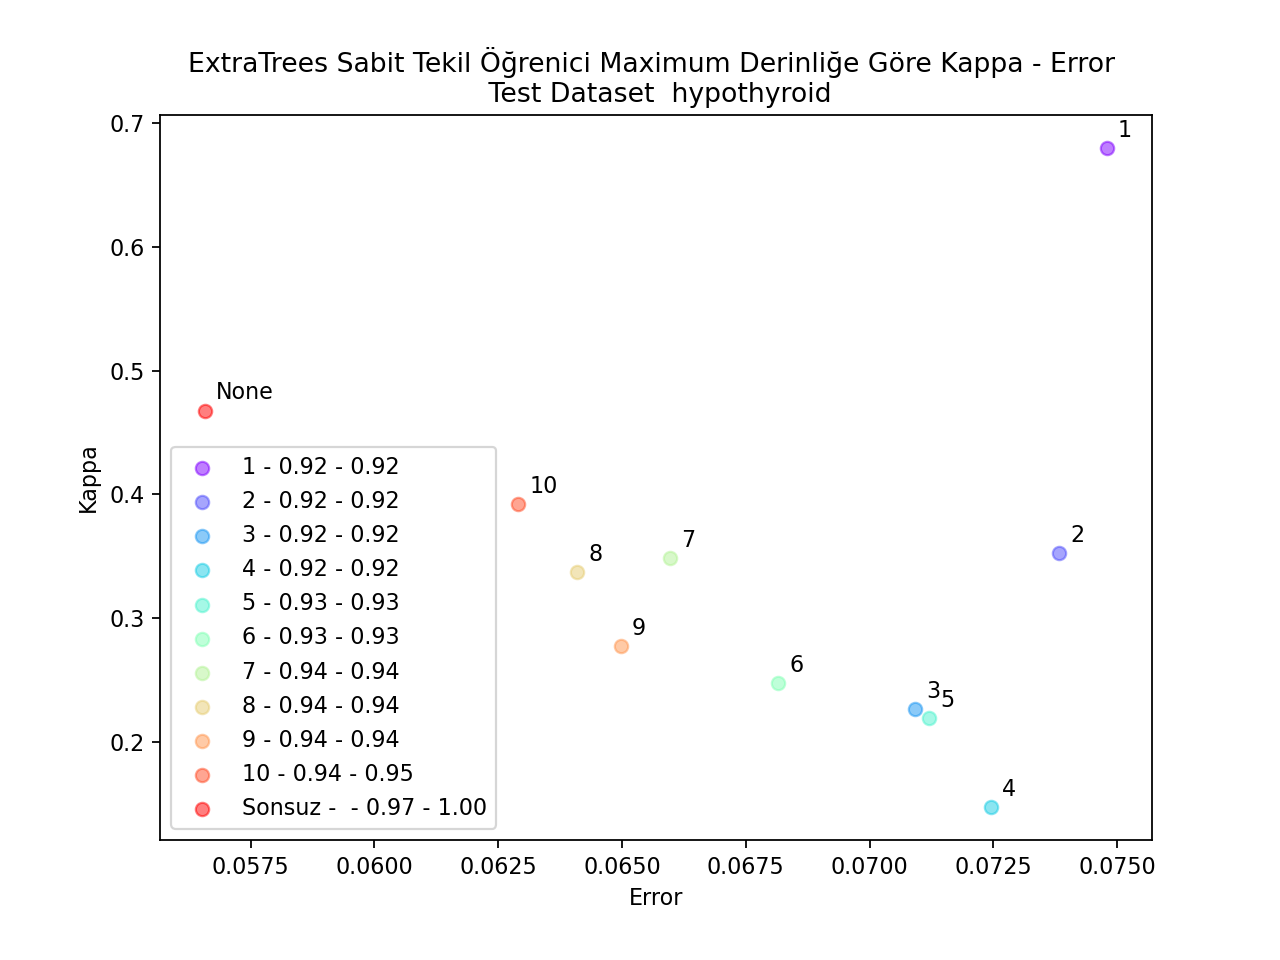 ExtraTrees Sabit Tekil Öğrenici Maximum Derinliğe Göre Kappa - Error
Test Dataset  hypothyroid
0.7
0.6
0.5
0.4
0.3
0.2
Kappa
1
None
10
8
7
2
9
6
3
5
4
1 - 0.92 - 0.92
2 - 0.92 - 0.92
3 - 0.92 - 0.92
4 - 0.92 - 0.92
5 - 0.93 - 0.93
6 - 0.93 - 0.93
7 - 0.94 - 0.94
8 - 0.94 - 0.94
9 - 0.94 - 0.94
10 - 0.94 - 0.95
Sonsuz -  - 0.97 - 1.00
0.0575 0.0600 0.0625 0.0650 0.0675 0.0700 0.0725 0.0750
Error